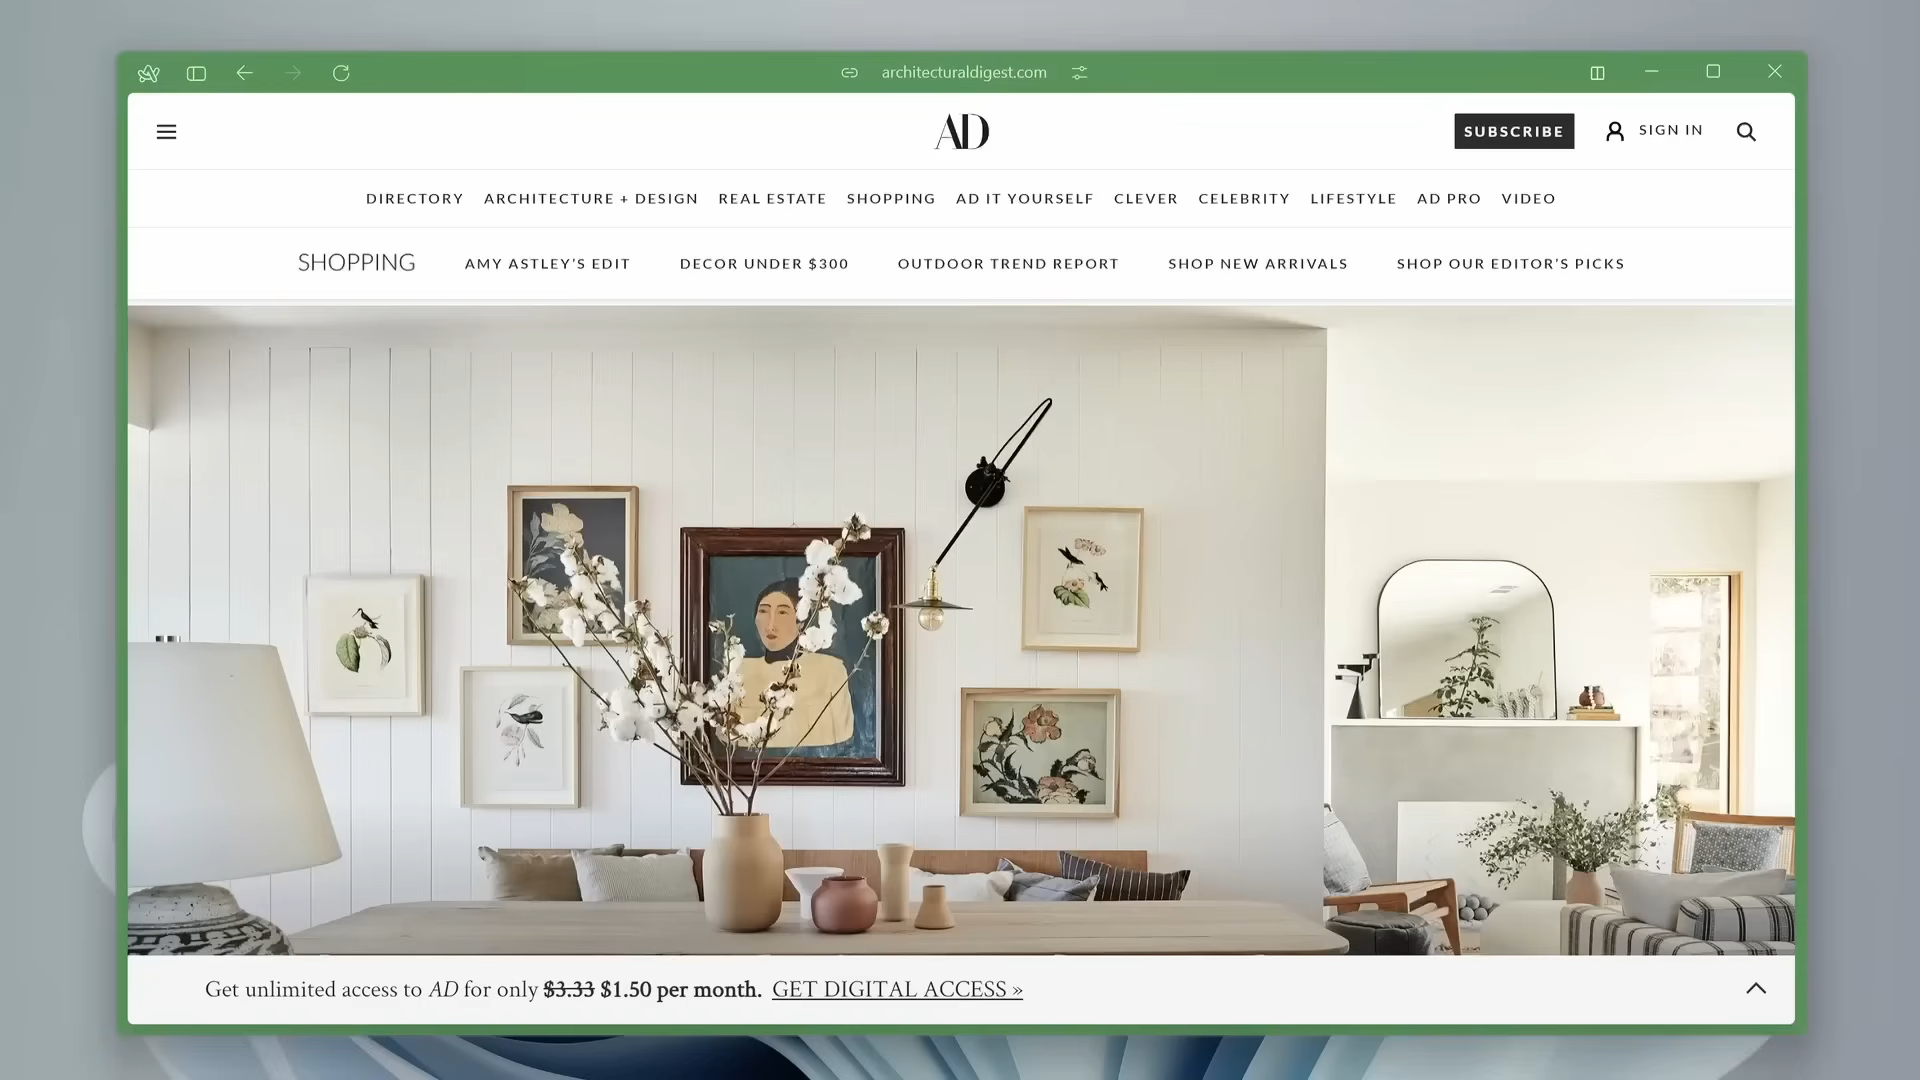 architecturaldigest.com
AD
SUBSCRIBE
SIGN IN
DIRECTORY ARCHITECTURE + DESIGN REAL ESTATE SHOPPING AD IT YOURSELF CLEVER CELEBRITY LIFESTYLE AD PRO VIDEO
SHOPPING AMY ASTLEY'S EDIT DECOR UNDER $300 OUTDOOR TREND REPORT SHOP NEW ARRIVALS SHOP OUR EDITOR'S PICKS
Get unlimited access to AD for only $3.33 $1.50 per month. GET DIGITAL ACCESS »